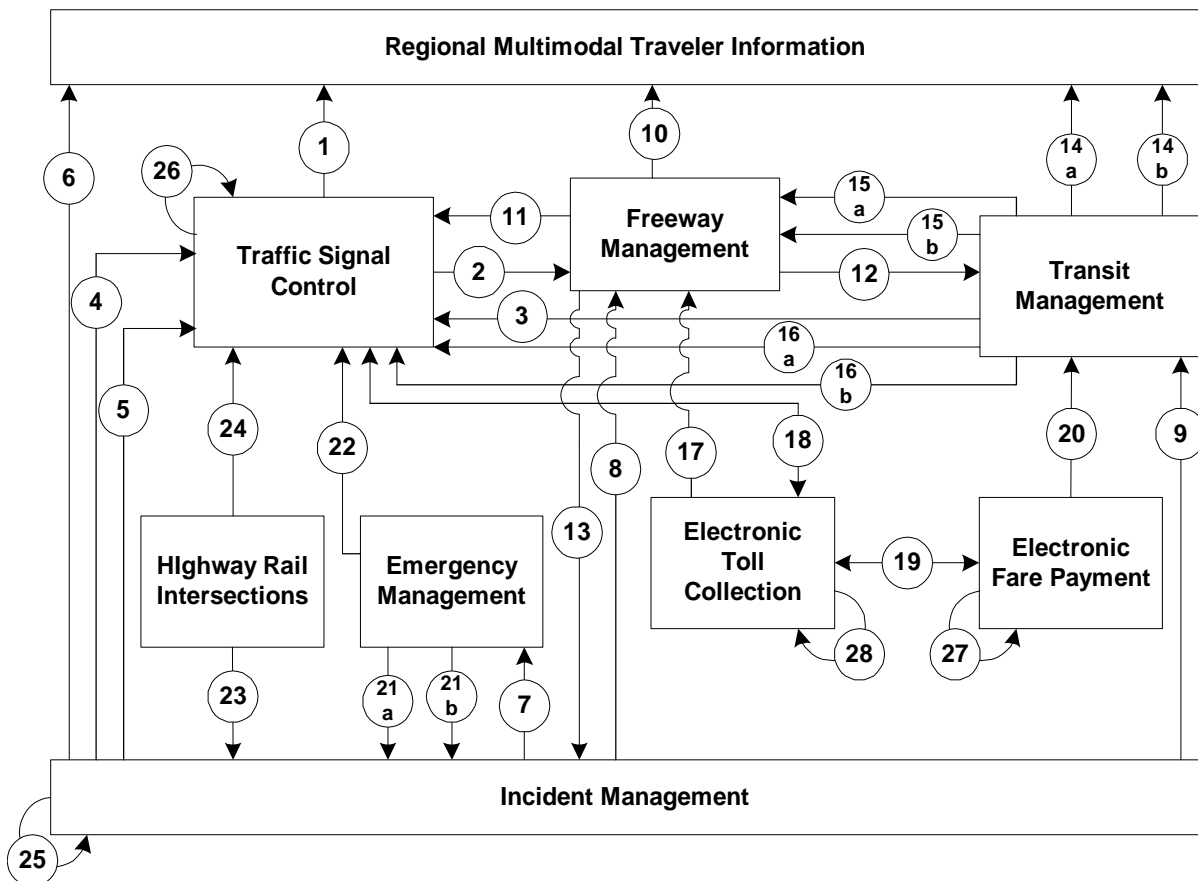 Regional Multimodal Traveler Information
1
10
14
a
14
b
6
26
11
15
a
15
b
Freeway
Management
Traffic Signal
Control
2
12
Transit
Management
4
3
16
a
16
b
5
24
22
8
17
18
20
9
13
HIghway Rail
Intersections
Emergency
Management
Electronic
Toll
Collection
19
Electronic
Fare Payment
28
27
23
21
a
21
b
7
Incident Management
25